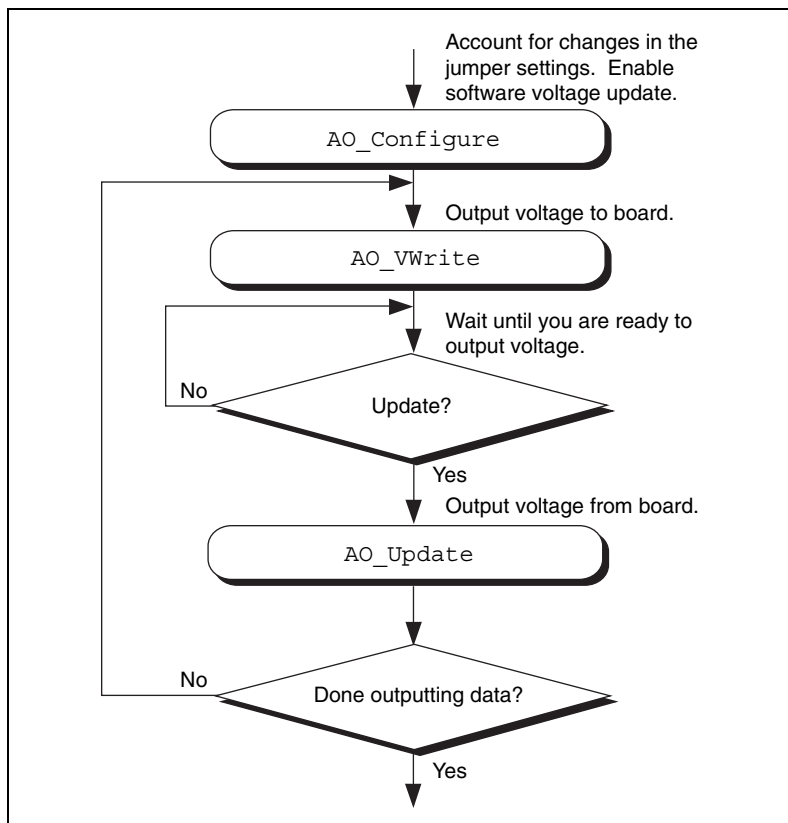 Account for changes in the
jumper settings. Enable
software voltage update.
AO_Configure
Output voltage to board.
AO_VWrite
Wait until you are ready to
output voltage.
No
Update?
Yes
Output voltage from board.
AO_Update
No
Done outputting data?
Yes